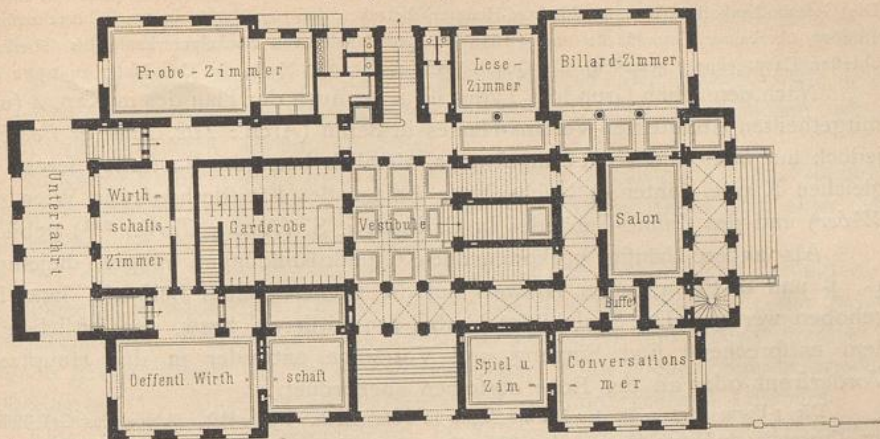 Probe - Zimmer
Lese -
Zimmer
Billard-Zimmer
Unterfahrt
Wirth -
schafts-
Zimmer
Garderobe
Vestibule
Salon
Buffet
Oeffentl. Wirth -
- schaft
Spiel u.
Zim -
Conversations-
- mer